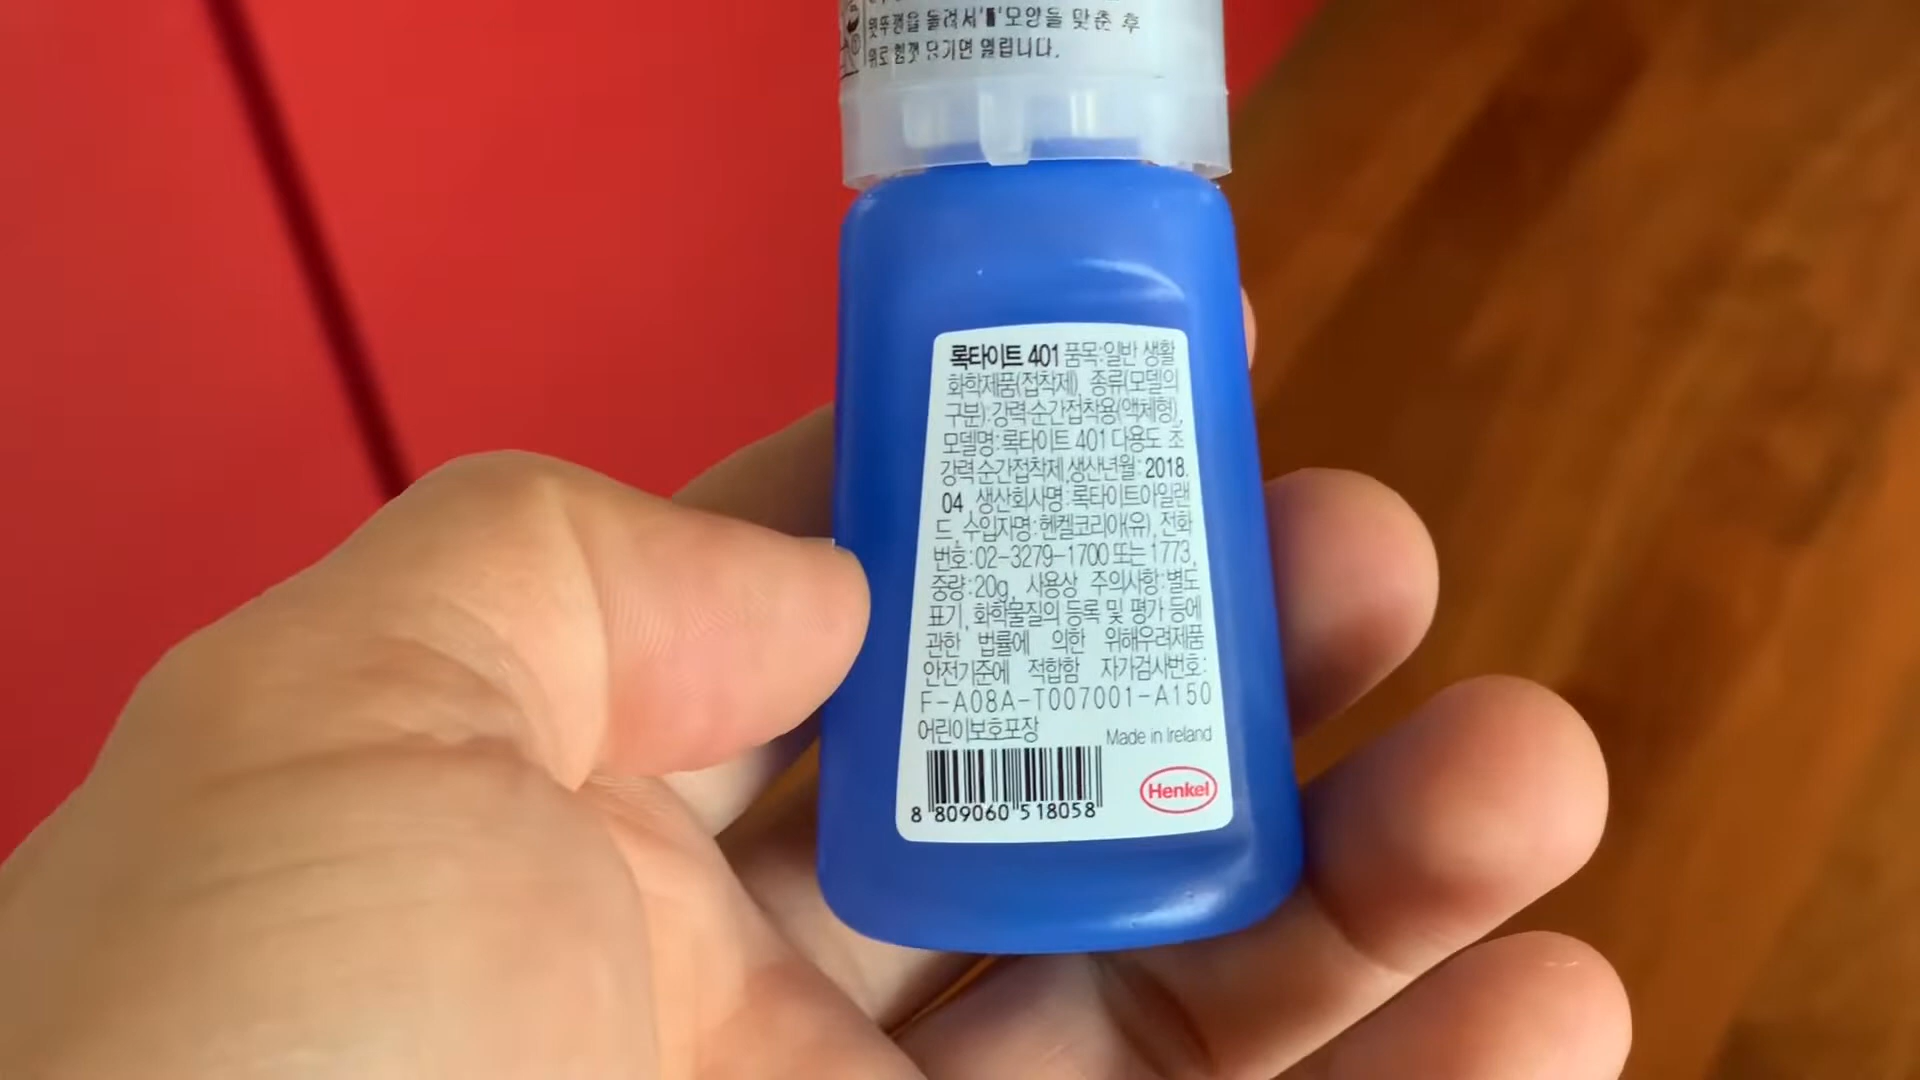 윗뚜껑을 돌려서 '▮'모양을 맞춘 후
위로 힘껏 당기면 열립니다.
록타이트 401 품목:일반 생활
화학제품(접착제), 종류(모델의
구분):강력 순간접착용(액체형),
모델명:록타이트 401 다용도 초
강력 순간접착제,생산년월: 2018.
04 생산회사명:록타이트아일랜
드, 수입자명:헨켈코리아(유), 전화
번호:02-3279-1700 또는 1773,
중량:20g, 사용상 주의사항:별도
표기, 화학물질의 등록 및 평가 등에
관한 법률에 의한 위해우려제품
안전기준에 적합함 자가검사번호:
F-A08A-T007001-A150
어린이보호포장
Made in Ireland
8 809060 518058
Henkel